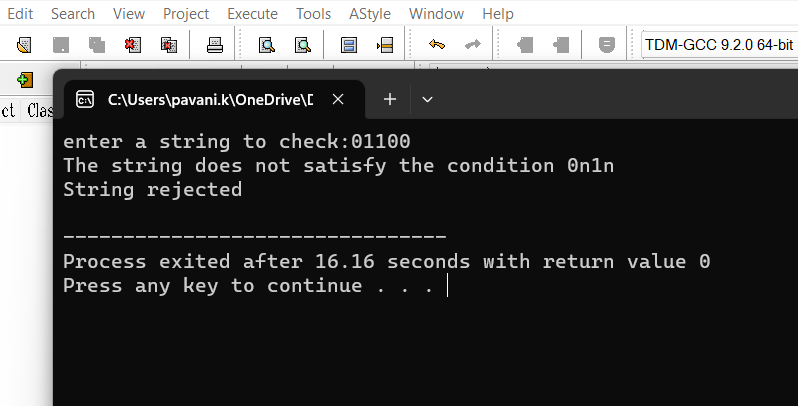 Edit Search View Project Execute Tools AStyle Window Help
TDM-GCC 9.2.0 64-bit
C:\Users\pavani.k\OneDrive\D
ct Clas
enter a string to check:01100
The string does not satisfy the condition 0n1n
String rejected
--------------------------------
Process exited after 16.16 seconds with return value 0
Press any key to continue . . .